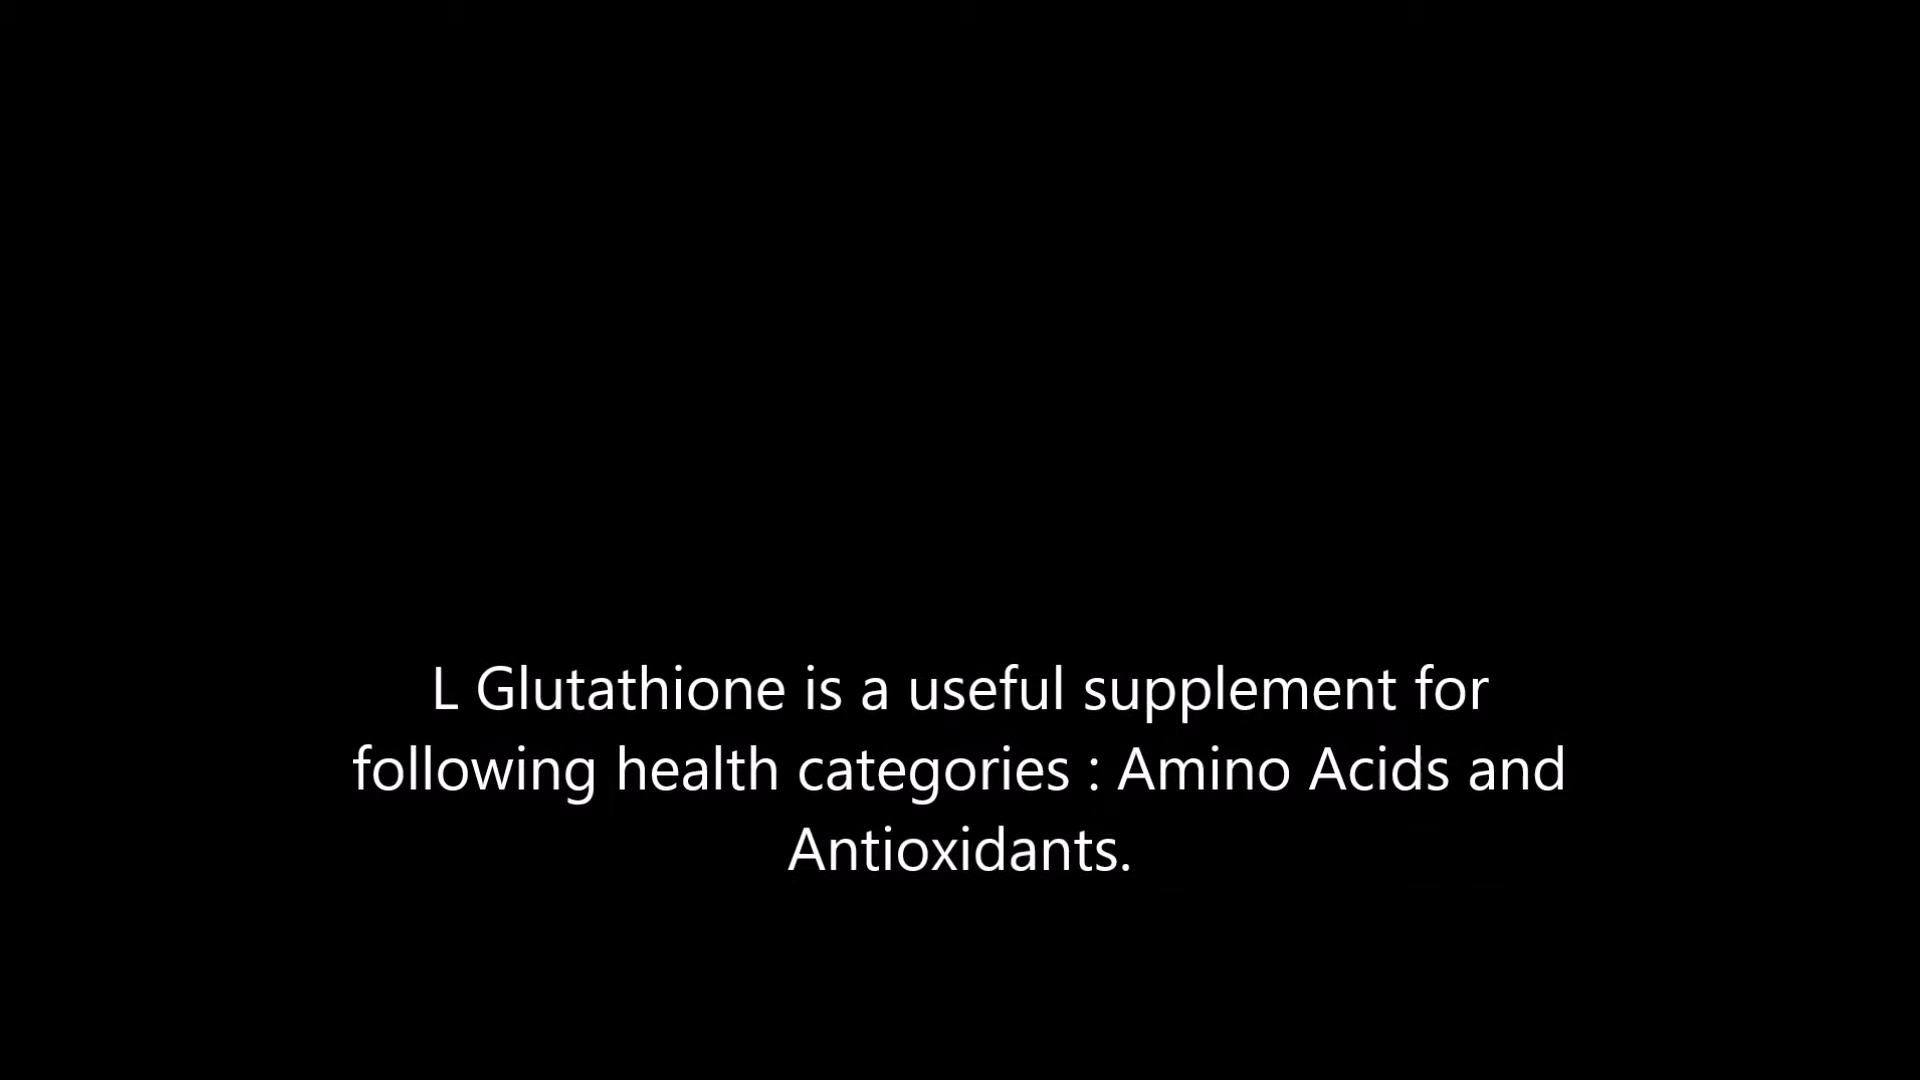 L Glutathione is a useful supplement for
following health categories : Amino Acids and
Antioxidants.